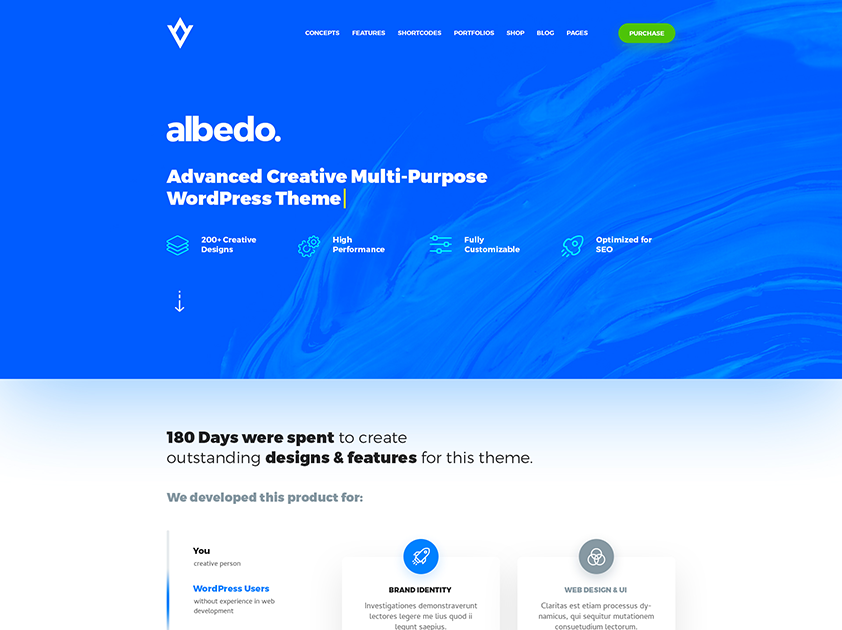 CONCEPTS FEATURES SHORTCODES PORTFOLIOS SHOP BLOG PAGES PURCHASE
albedo.
Advanced Creative Multi-Purpose
WordPress Theme
200+ Creative
Designs
High
Performance
Fully
Customizable
Optimized for
SEO
180 Days were spent to create
outstanding designs & features for this theme.
We developed this product for:
You
creative person
WordPress Users
without experience in web
development
BRAND IDENTITY
Investigationes demonstraverunt
lectores legere me lius quod ii
legunt saepius.
WEB DESIGN & UI
Claritas est etiam processus dy-
namicus, qui sequitur mutationem
consuetudium lectorum.